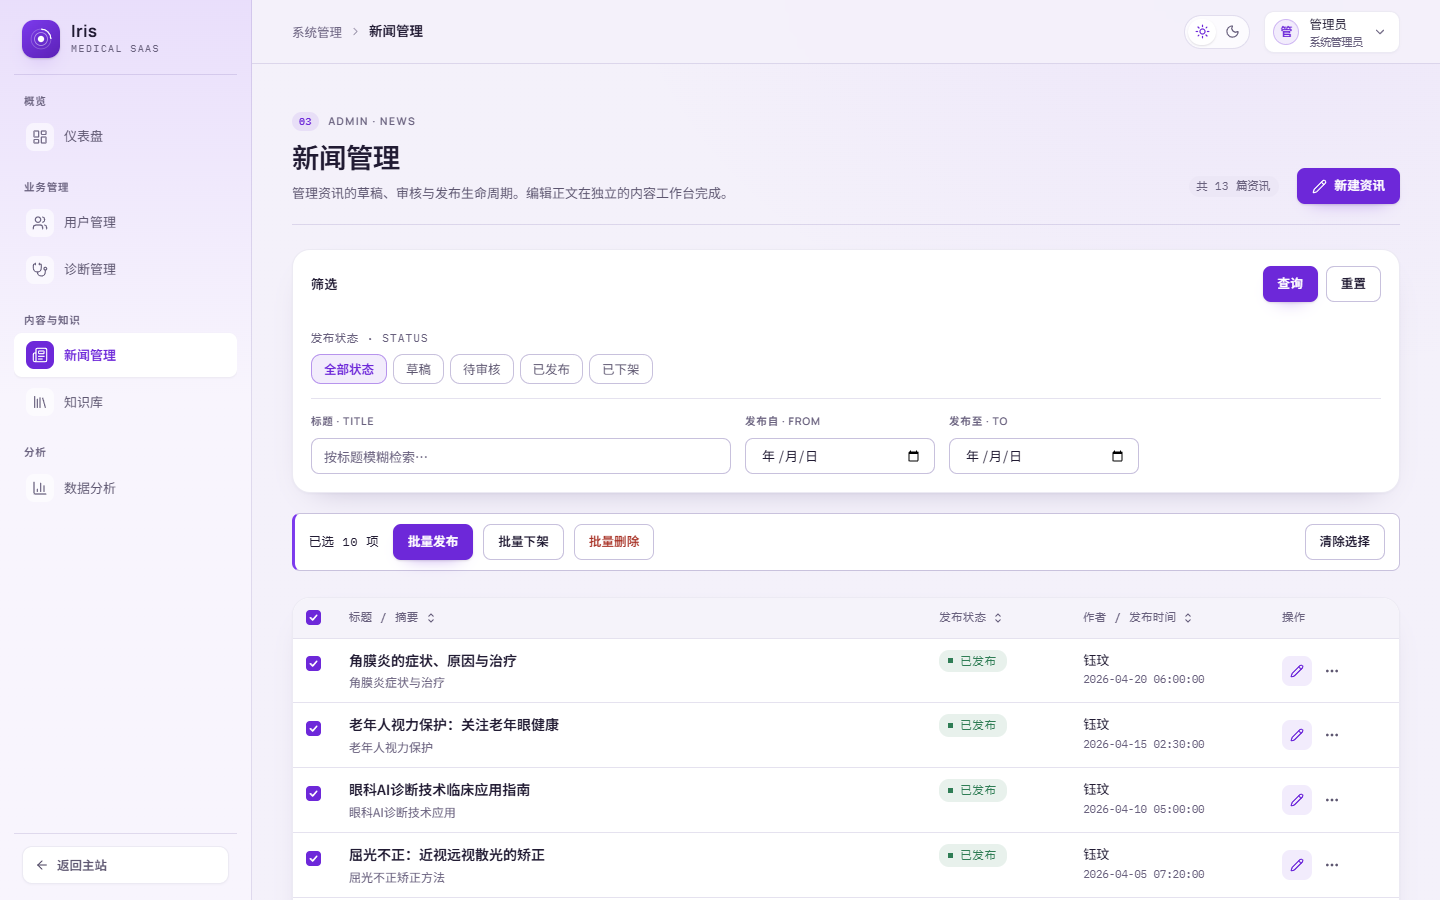 Iris
MEDICAL SAAS
概览
仪表盘
业务管理
用户管理
诊断管理
内容与知识
新闻管理
知识库
分析
数据分析
返回主站
系统管理 > 新闻管理
管
管理员
系统管理员
03 ADMIN · NEWS
新闻管理
管理资讯的草稿、审核与发布生命周期。编辑正文在独立的内容工作台完成。
共 13 篇资讯
新建资讯
筛选
查询
重置
发布状态 · STATUS
全部状态 草稿 待审核 已发布 已下架
标题 · TITLE 发布自 · FROM 发布至 · TO
按标题模糊检索… 年 /月/日 年 /月/日
已选 10 项 批量发布 批量下架 批量删除 清除选择
标题 / 摘要 发布状态 作者 / 发布时间 操作
角膜炎的症状、原因与治疗 已发布 钰玟
角膜炎症状与治疗 2026-04-20 06:00:00
老年人视力保护：关注老年眼健康 已发布 钰玟
老年人视力保护 2026-04-15 02:30:00
眼科AI诊断技术临床应用指南 已发布 钰玟
眼科AI诊断技术应用 2026-04-10 05:00:00
屈光不正：近视远视散光的矫正 已发布 钰玟
屈光不正矫正方法 2026-04-05 07:20:00